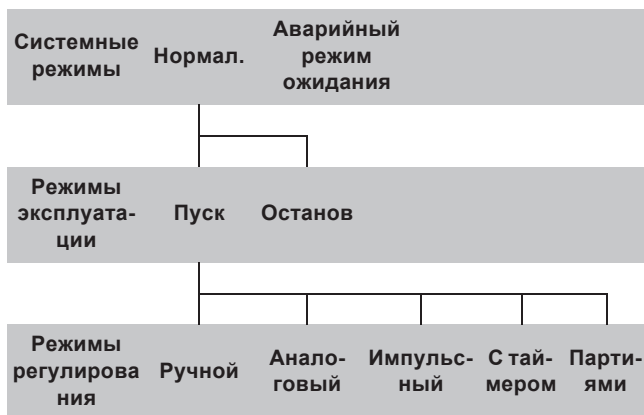 Системные режимы
Нормал.
Аварийный режим ожидания
Режимы эксплуата-ции
Пуск
Останов
Режимы регулирова ния
Ручной
Анало-говый
Импульс-ный
С тай-мером
Парти-ями